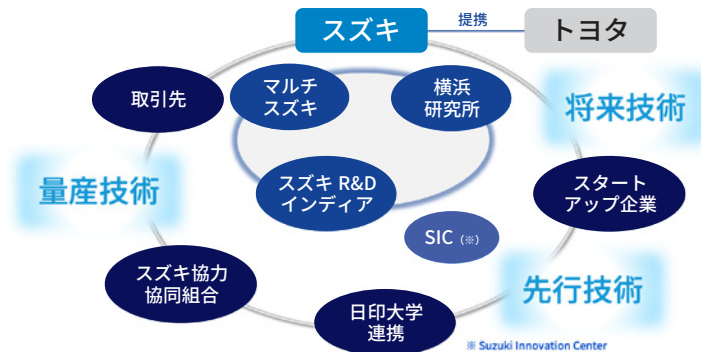 スズキ
提携
トヨタ
取引先
マルチ
スズキ
横浜
研究所
将来技術
量産技術
スズキ R&D
インディア
スタート
アップ企業
SIC (※)
スズキ協力
協同組合
日印大学
連携
先行技術
※ Suzuki Innovation Center